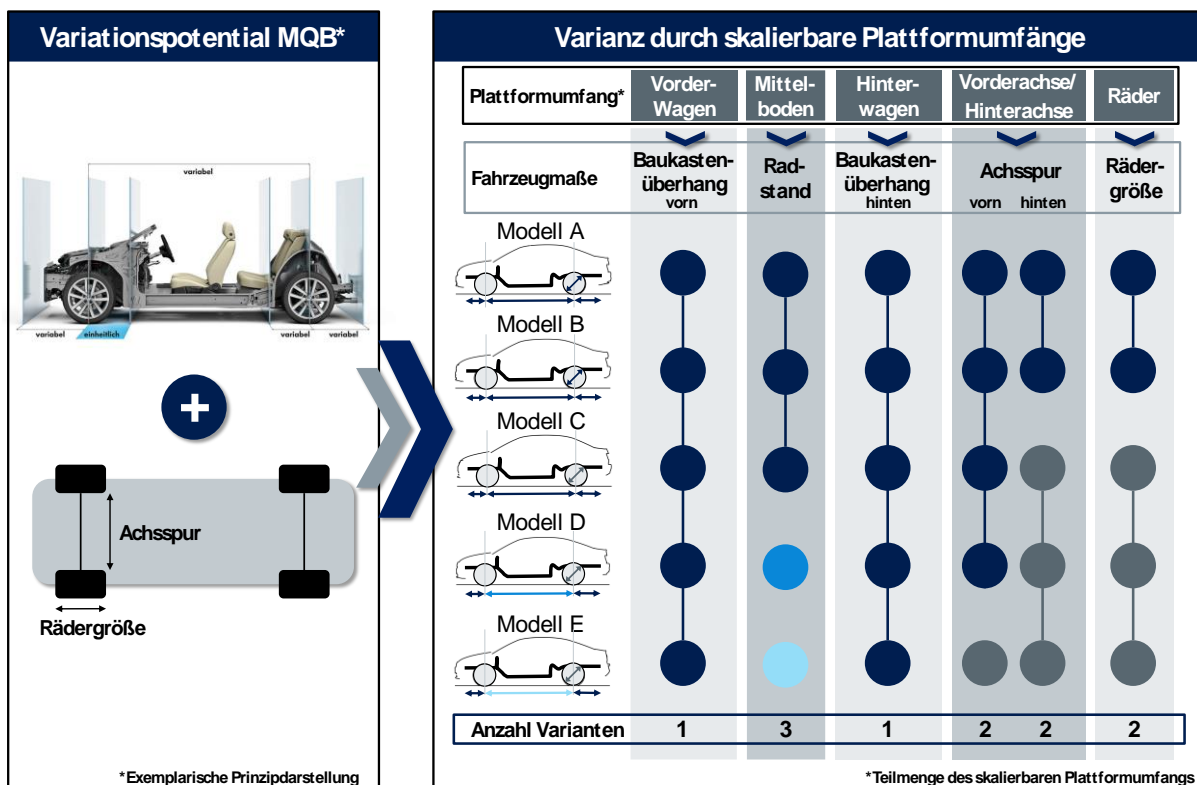 Variationspotential MQB*
variabel
variabel
einheitlich
variabel
variabel
+
Achsspur
Rädergröße
*Exemplarische Prinzipdarstellung
Varianz durch skalierbare Plattformumfänge
Plattformumfang*
Vorder-
Wagen
Mittel-
boden
Hinter-
wagen
Vorderachse/
Hinterachse
Räder
Fahrzeugmaße
Baukasten-
überhang
vorn
Rad-
stand
Baukasten-
überhang
hinten
Achsspur
vorn hinten
Räder-
größe
Modell A
Modell B
Modell C
Modell D
Modell E
Anzahl Varianten 1 3 1 2 2 2
*Teilmenge des skalierbaren Plattformumfangs